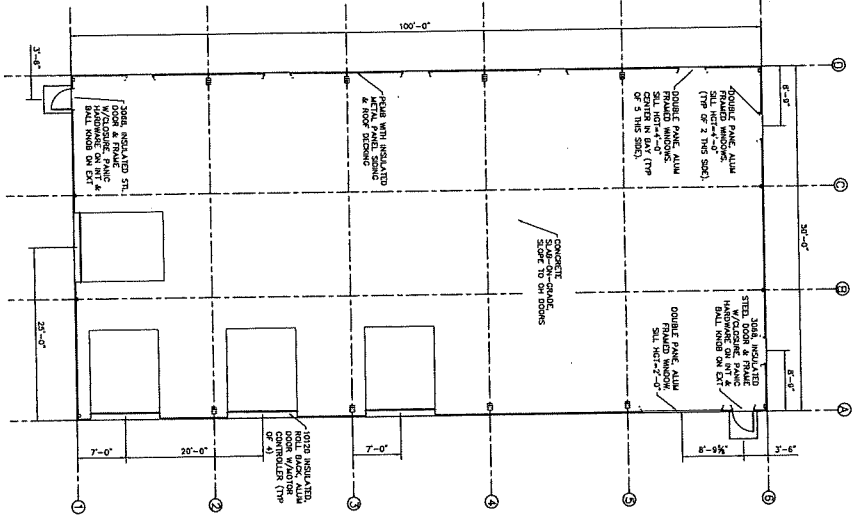 100'-0"
3'-6"
8'-9"
50'-0"
8'-9"
3'-6"
8'-9⅝"
25'-0"
7'-0"
20'-0"
7'-0"
DOUBLE PANE, ALUM
FRAMED WINDOWS.
SILL HGT=4'-0"
(TYP OF 2 THIS SIDE).
DOUBLE PANE, ALUM
FRAMED WINDOWS.
SILL HGT=4'-0"
CENTER IN BAY (TYP
OF 5 THIS SIDE).
PEMB WITH INSULATED
METAL PANEL SIDING
& ROOF DECKING
3068, INSULATED STL
DOOR & FRAME
W/CLOSURE, PANIC
HARDWARE ON INT &
BALL KNOB ON EXT
CONCRETE
SLAB-ON-GRADE,
SLOPE TO OH DOORS
3068, INSULATED
STEEL DOOR & FRAME
W/CLOSURE, PANIC
HARDWARE ON INT &
BALL KNOB ON EXT
DOUBLE PANE, ALUM
FRAMED WINDOW.
SILL HGT=2'-0"
10120 INSULATED,
ROLL BACK, ALUM
DOOR W/MOTOR
CONTROLLER (TYP
OF 4)
D
C
B
A
1
2
3
4
5
6